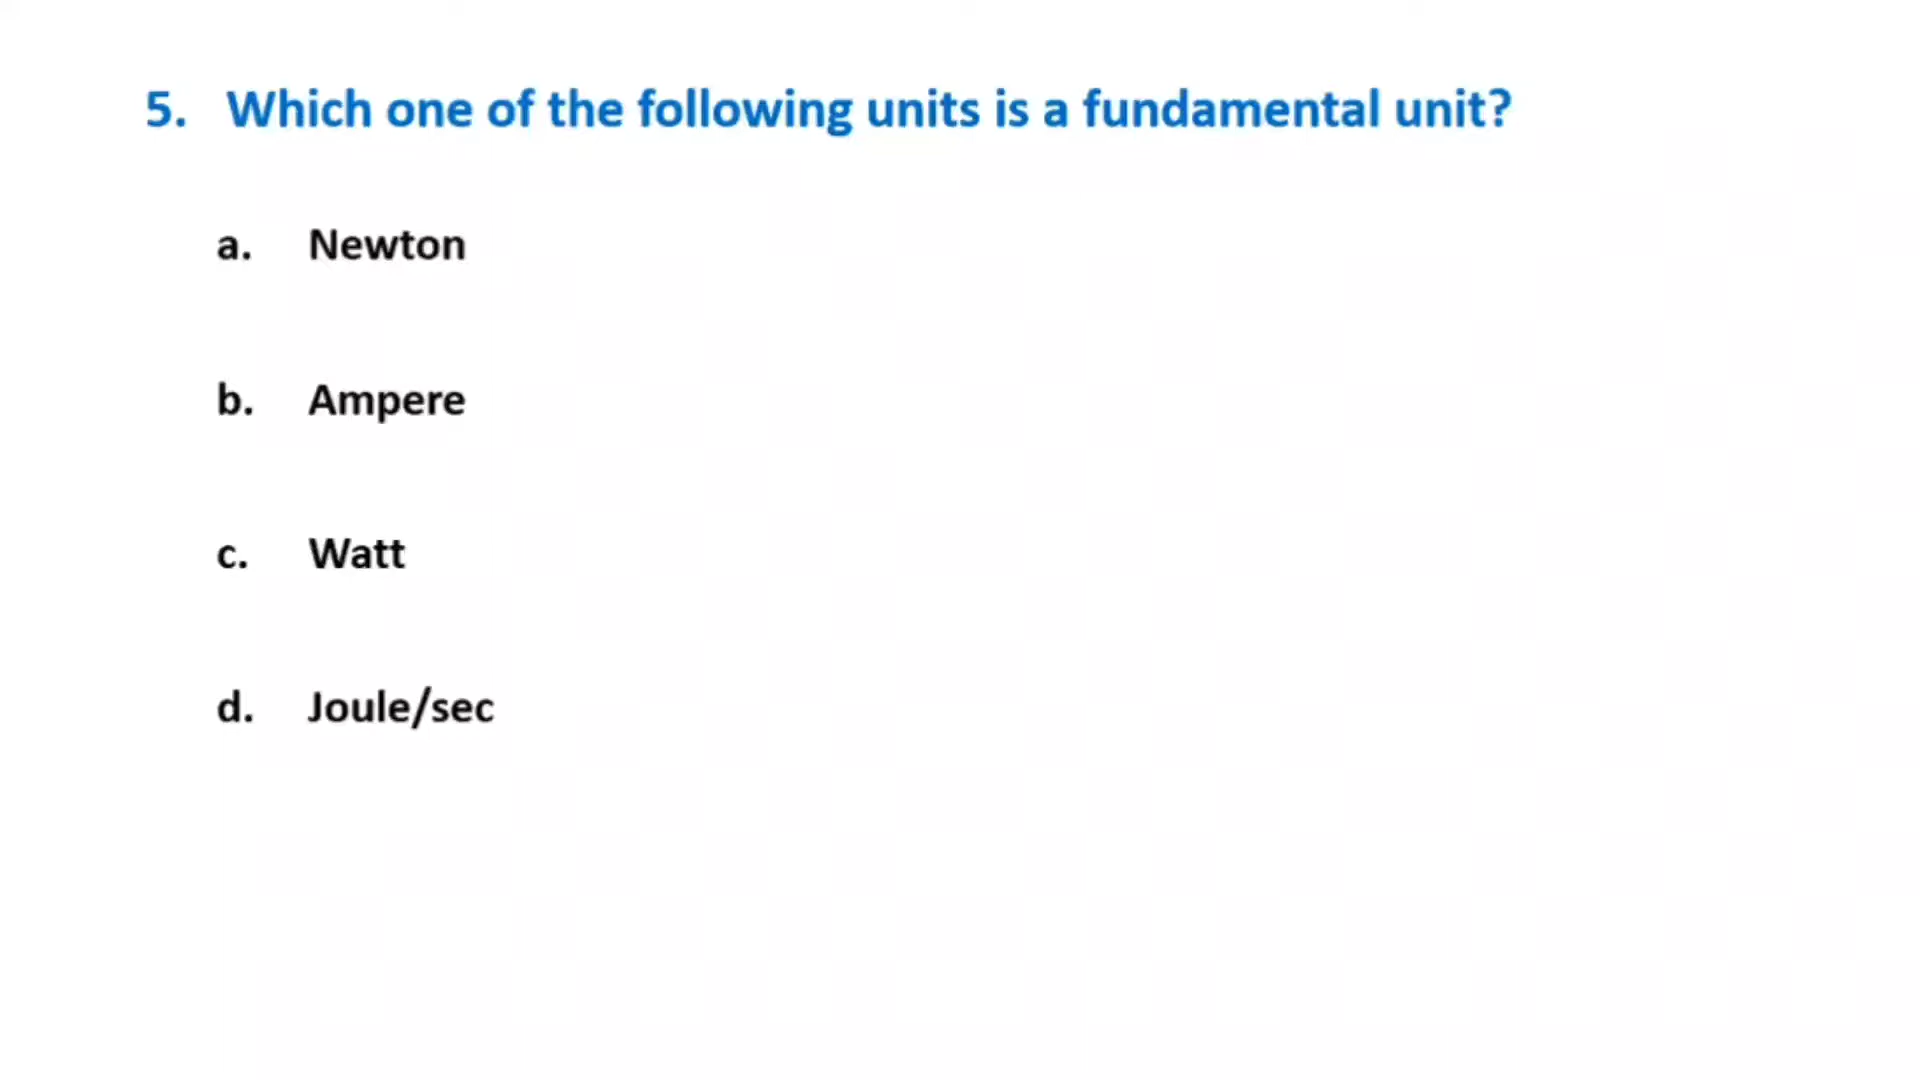 5. Which one of the following units is a fundamental unit?
a. Newton
b. Ampere
c. Watt
d. Joule/sec